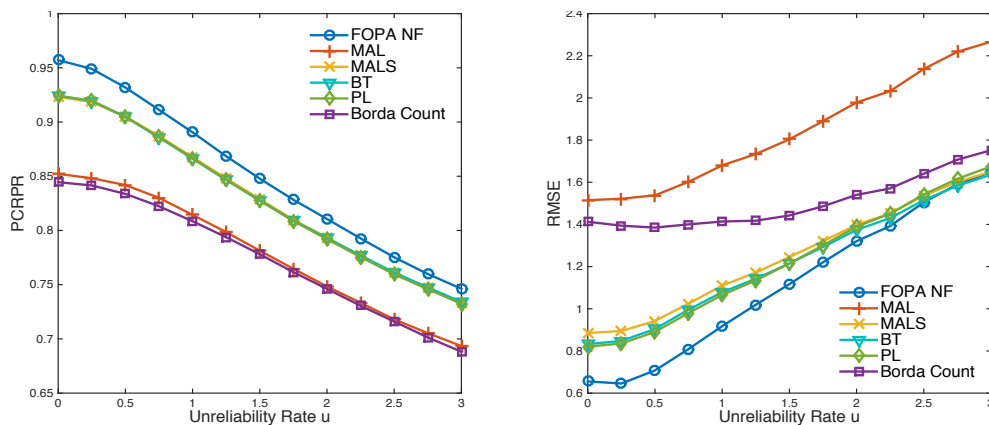 1
0.95
0.9
0.85
0.8
0.75
0.7
0.65
PCRPR
0
0.5
1
1.5
2
2.5
3
Unreliability Rate u
FOPA NF
MAL
MALS
BT
PL
Borda Count
2.4
2.2
2
1.8
1.6
1.4
1.2
1
0.8
0.6
RMSE
0
0.5
1
1.5
2
2.5
3
Unreliability Rate u
FOPA NF
MAL
MALS
BT
PL
Borda Count